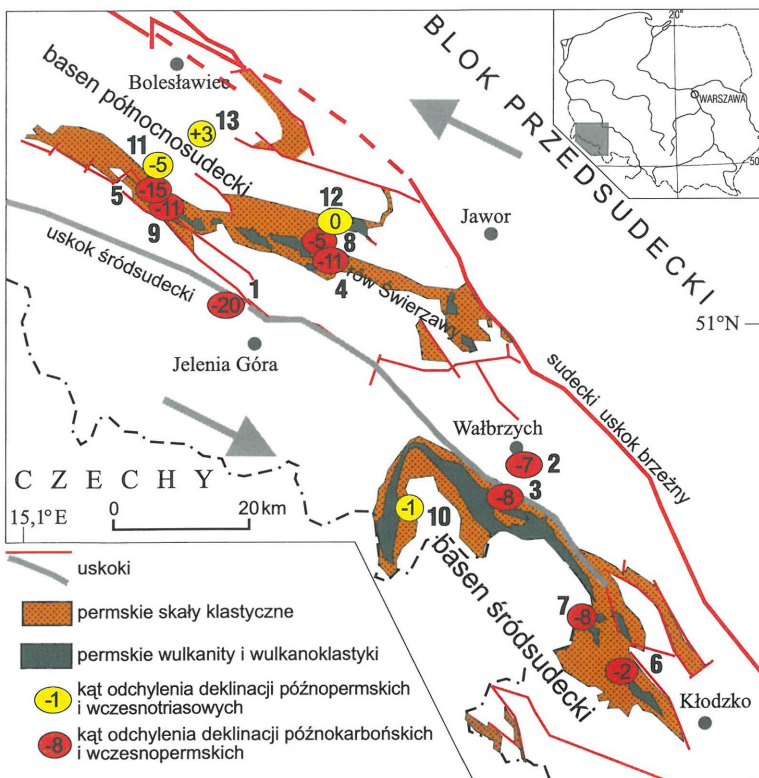 BLOK PRZEDSUDECKI
20°
WARSZAWA
50°
Bolesławiec
basen północnosudecki
+3
13
11
-5
-15
5
-11
9
12
0
-5
8
-11
4
rów Świerzawy
Jawor
51°N
uskok śródsudecki
1
-20
Jelenia Góra
sudecki uskok brzeżny
Wałbrzych
-7
2
-8
3
-1
10
basen śródsudecki
7
-8
6
-2
Kłodzko
CZECHY
0 20 km
15,1°E
uskoki
permskie skały klastyczne
permskie wulkanity i wulkanoklastyki
-1 kąt odchylenia deklinacji późnopermskich
i wczesnotriasowych
-8 kąt odchylenia deklinacji późnokarbońskich
i wczesnopermskich